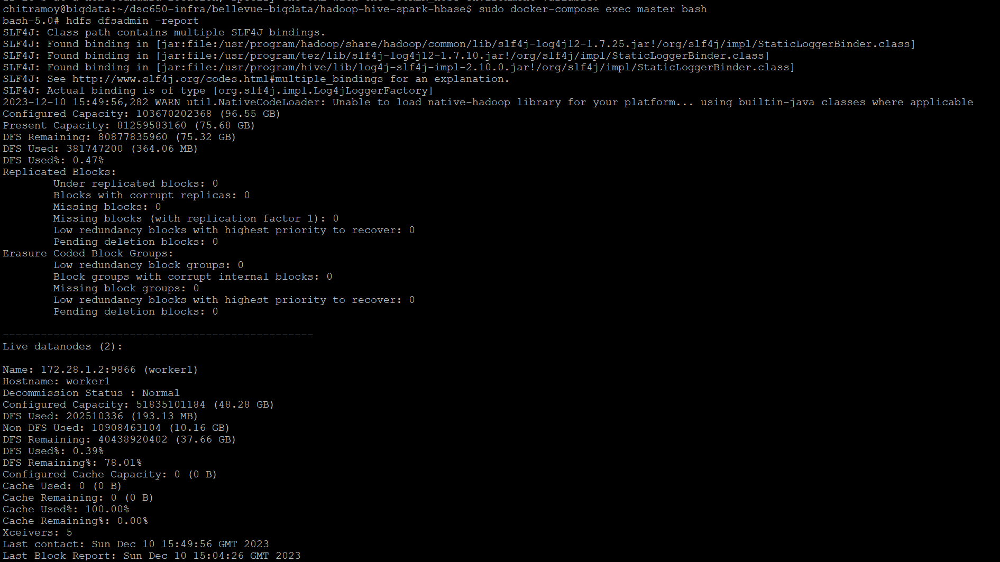 chitramoy@bigdata:~/dsc650-infra/bellevue-bigdata/hadoop-hive-spark_hbase$ sudo docker-compose exec master bash
bash-5.0# hdfs dfsadmin -report
SLF4J: Class path contains multiple SLF4J bindings.
SLF4J: Found binding in [jar:file:/usr/program/hadoop/share/hadoop/common/lib/slf4j-log4j12-1.7.25.jar!/org/slf4j/impl/StaticLoggerBinder.class]
SLF4J: Found binding in [jar:file:/usr/program/tez/lib/slf4j-log4j12-1.7.10.jar!/org/slf4j/impl/StaticLoggerBinder.class]
SLF4J: Found binding in [jar:file:/usr/program/hive/lib/log4j-slf4j-impl-2.10.0.jar!/org/slf4j/impl/StaticLoggerBinder.class]
SLF4J: See http://www.slf4j.org/codes.html#multiple_bindings for an explanation.
SLF4J: Actual binding is of type [org.slf4j.impl.Log4jLoggerFactory]
2023-12-10 15:49:56,282 WARN util.NativeCodeLoader: Unable to load native-hadoop library for your platform... using builtin-java classes where applicable
Configured Capacity: 103670202368 (96.55 GB)
Present Capacity: 81259583160 (75.68 GB)
DFS Remaining: 80877835960 (75.32 GB)
DFS Used: 381747200 (364.06 MB)
DFS Used%: 0.47%
Replicated Blocks:
Under replicated blocks: 0
Blocks with corrupt replicas: 0
Missing blocks: 0
Missing blocks (with replication factor 1): 0
Low redundancy blocks with highest priority to recover: 0
Pending deletion blocks: 0
Erasure Coded Block Groups:
Low redundancy block groups: 0
Block groups with corrupt internal blocks: 0
Missing block groups: 0
Low redundancy blocks with highest priority to recover: 0
Pending deletion blocks: 0
-------------------------------------------------
Live datanodes (2):
Name: 172.28.1.2:9866 (worker1)
Hostname: worker1
Decommission Status : Normal
Configured Capacity: 51835101184 (48.28 GB)
DFS Used: 202510336 (193.13 MB)
Non DFS Used: 10908463104 (10.16 GB)
DFS Remaining: 40438920402 (37.66 GB)
DFS Used%: 0.39%
DFS Remaining%: 78.01%
Configured Cache Capacity: 0 (0 B)
Cache Used: 0 (0 B)
Cache Remaining: 0 (0 B)
Cache Used%: 100.00%
Cache Remaining%: 0.00%
Xceivers: 5
Last contact: Sun Dec 10 15:49:56 GMT 2023
Last Block Report: Sun Dec 10 15:04:26 GMT 2023